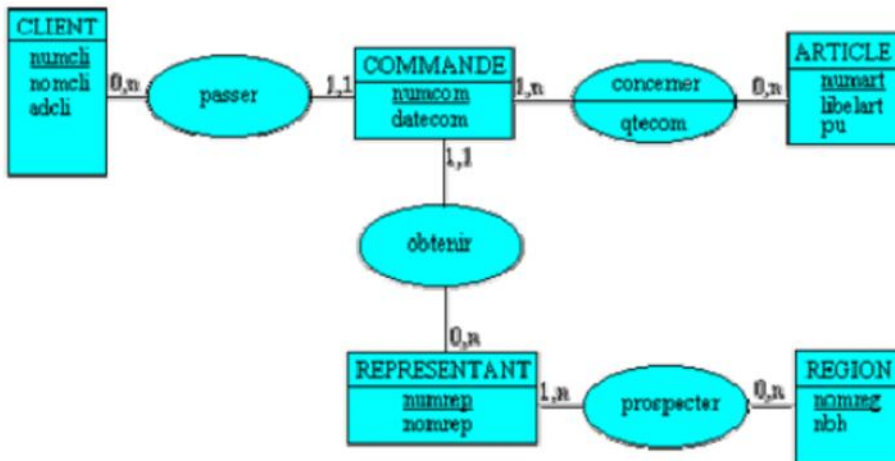 CLIENT
numcli
nomcli
adcli
0,n
passer
1,1
COMMANDE
numcom
datecom
1,n
concerner
qtecom
0,n
ARTICLE
numart
libelart
pu
1,1
obtenir
0,n
REPRESENTANT
numrep
nomrep
1,n
prospecter
0,n
REGION
nomreg
nbh